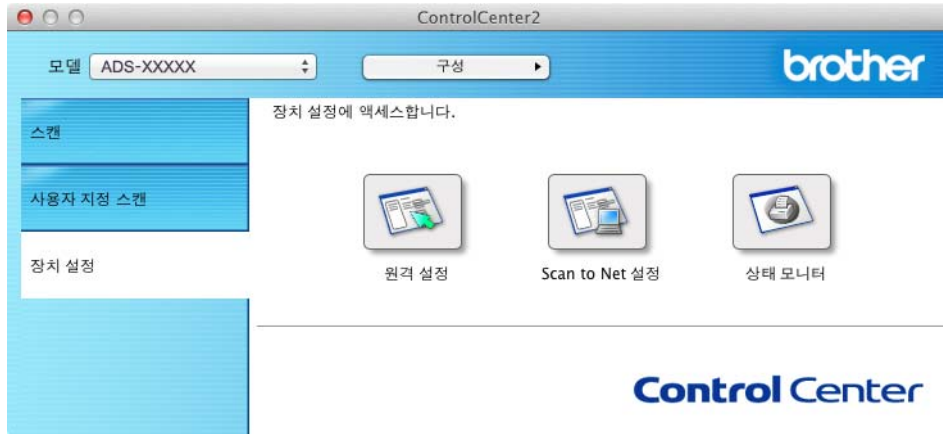 ControlCenter2
모델 ADS-XXXXX 구성 brother
스캔
사용자 지정 스캔
장치 설정
장치 설정에 액세스합니다.
원격 설정 Scan to Net 설정 상태 모니터
Control Center